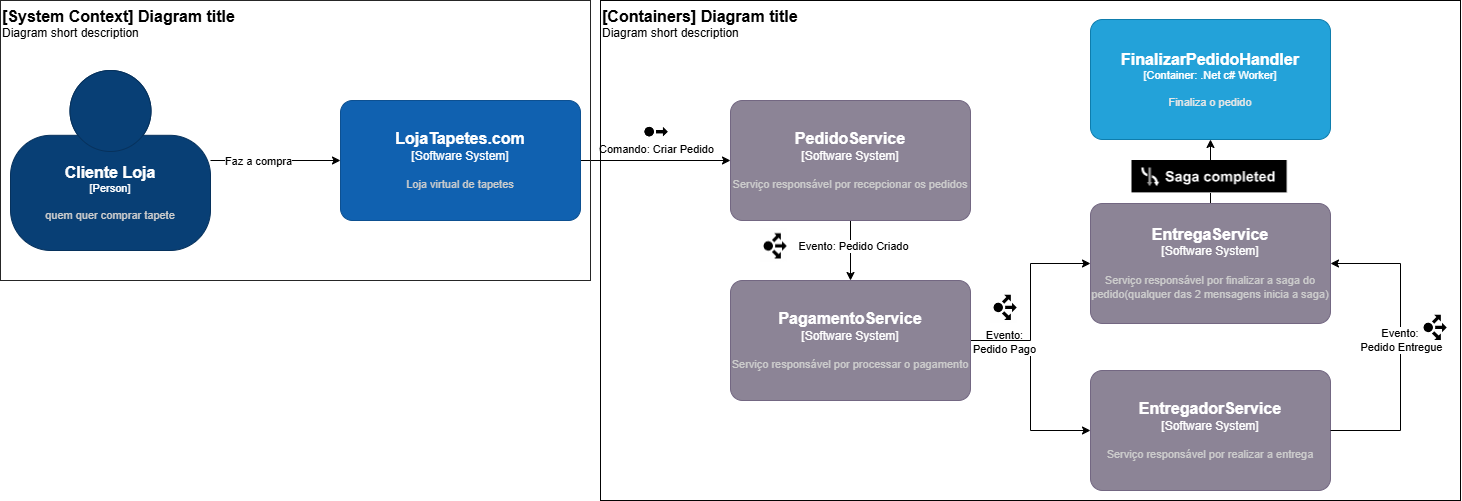 [System Context] Diagram title
Diagram short description
Cliente Loja
[Person]
quem quer comprar tapete
Faz a compra
LojaTapetes.com
[Software System]
Loja virtual de tapetes
Comando: Criar Pedido
[Containers] Diagram title
Diagram short description
PedidoService
[Software System]
Serviço responsável por recepcionar os pedidos
Evento: Pedido Criado
PagamentoService
[Software System]
Serviço responsável por processar o pagamento
Evento:
Pedido Pago
FinalizarPedidoHandler
[Container: .Net c# Worker]
Finaliza o pedido
Saga completed
EntregaService
[Software System]
Serviço responsável por finalizar a saga do
pedido(qualquer das 2 mensagens inicia a saga)
Evento:
Pedido Entregue
EntregadorService
[Software System]
Serviço responsável por realizar a entrega